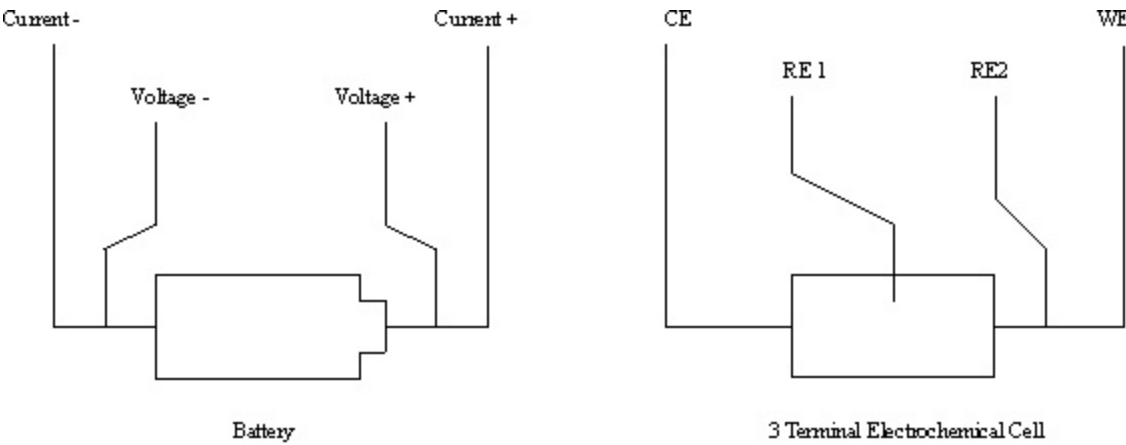 Current - Current + CE WE
RE 1 RE2
Voltage - Voltage +
Battery 3 Terminal Electrochemical Cell